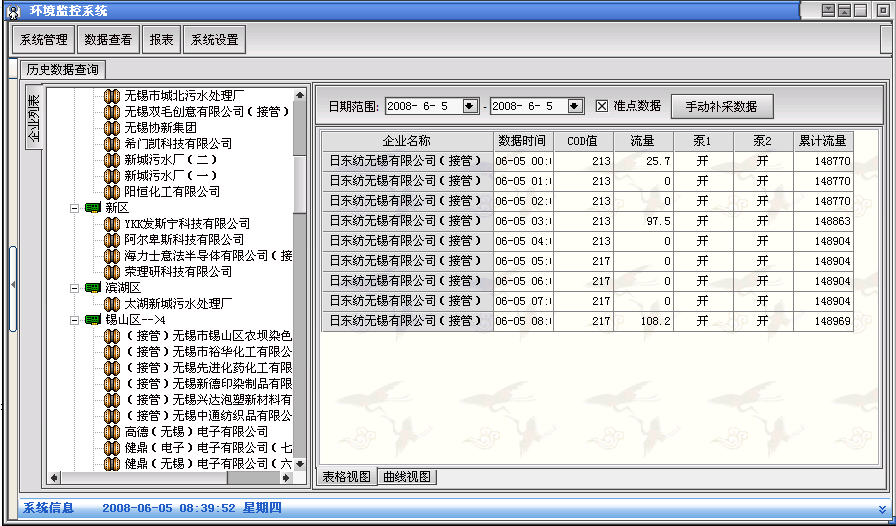 环境监控系统
系统管理 数据查看 报表 系统设置
历史数据查询
企业列表
无锡市城北污水处理厂
无锡双毛创意有限公司(接管)
无锡协新集团
希门凯科技有限公司
新城污水厂(二)
新城污水厂(一)
阳恒化工有限公司
新区
YKK发斯宁科技有限公司
阿尔卑斯科技有限公司
海力士意法半导体有限公司(接
荣理研科技有限公司
滨湖区
太湖新城污水处理厂
锡山区-->4
(接管)无锡市锡山区农坝染色
(接管)无锡市裕华化工有限公
(接管)无锡先进化药化工有限
(接管)无锡新德印染制品有限
(接管)无锡兴达泡塑新材料有
(接管)无锡中通纺织品有限公
高德(无锡)电子有限公司
健鼎(电子)电子有限公司(七
健鼎(无锡)电子有限公司(六
日期范围: 2008- 6- 5 - 2008- 6- 5 准点数据 手动补采数据
企业名称 数据时间 COD值 流量 泵1 泵2 累计流量
日东纺无锡有限公司(接管) 06-05 00: 213 25.7 开 开 148770
日东纺无锡有限公司(接管) 06-05 01: 213 0 开 开 148770
日东纺无锡有限公司(接管) 06-05 02: 213 0 开 开 148770
日东纺无锡有限公司(接管) 06-05 03: 213 97.5 开 开 148863
日东纺无锡有限公司(接管) 06-05 04: 213 0 开 开 148904
日东纺无锡有限公司(接管) 06-05 05: 217 0 开 开 148904
日东纺无锡有限公司(接管) 06-05 06: 217 0 开 开 148904
日东纺无锡有限公司(接管) 06-05 07: 217 0 开 开 148904
日东纺无锡有限公司(接管) 06-05 08: 217 108.2 开 开 148969
表格视图 曲线视图
系统信息 2008-06-05 08:39:52 星期四